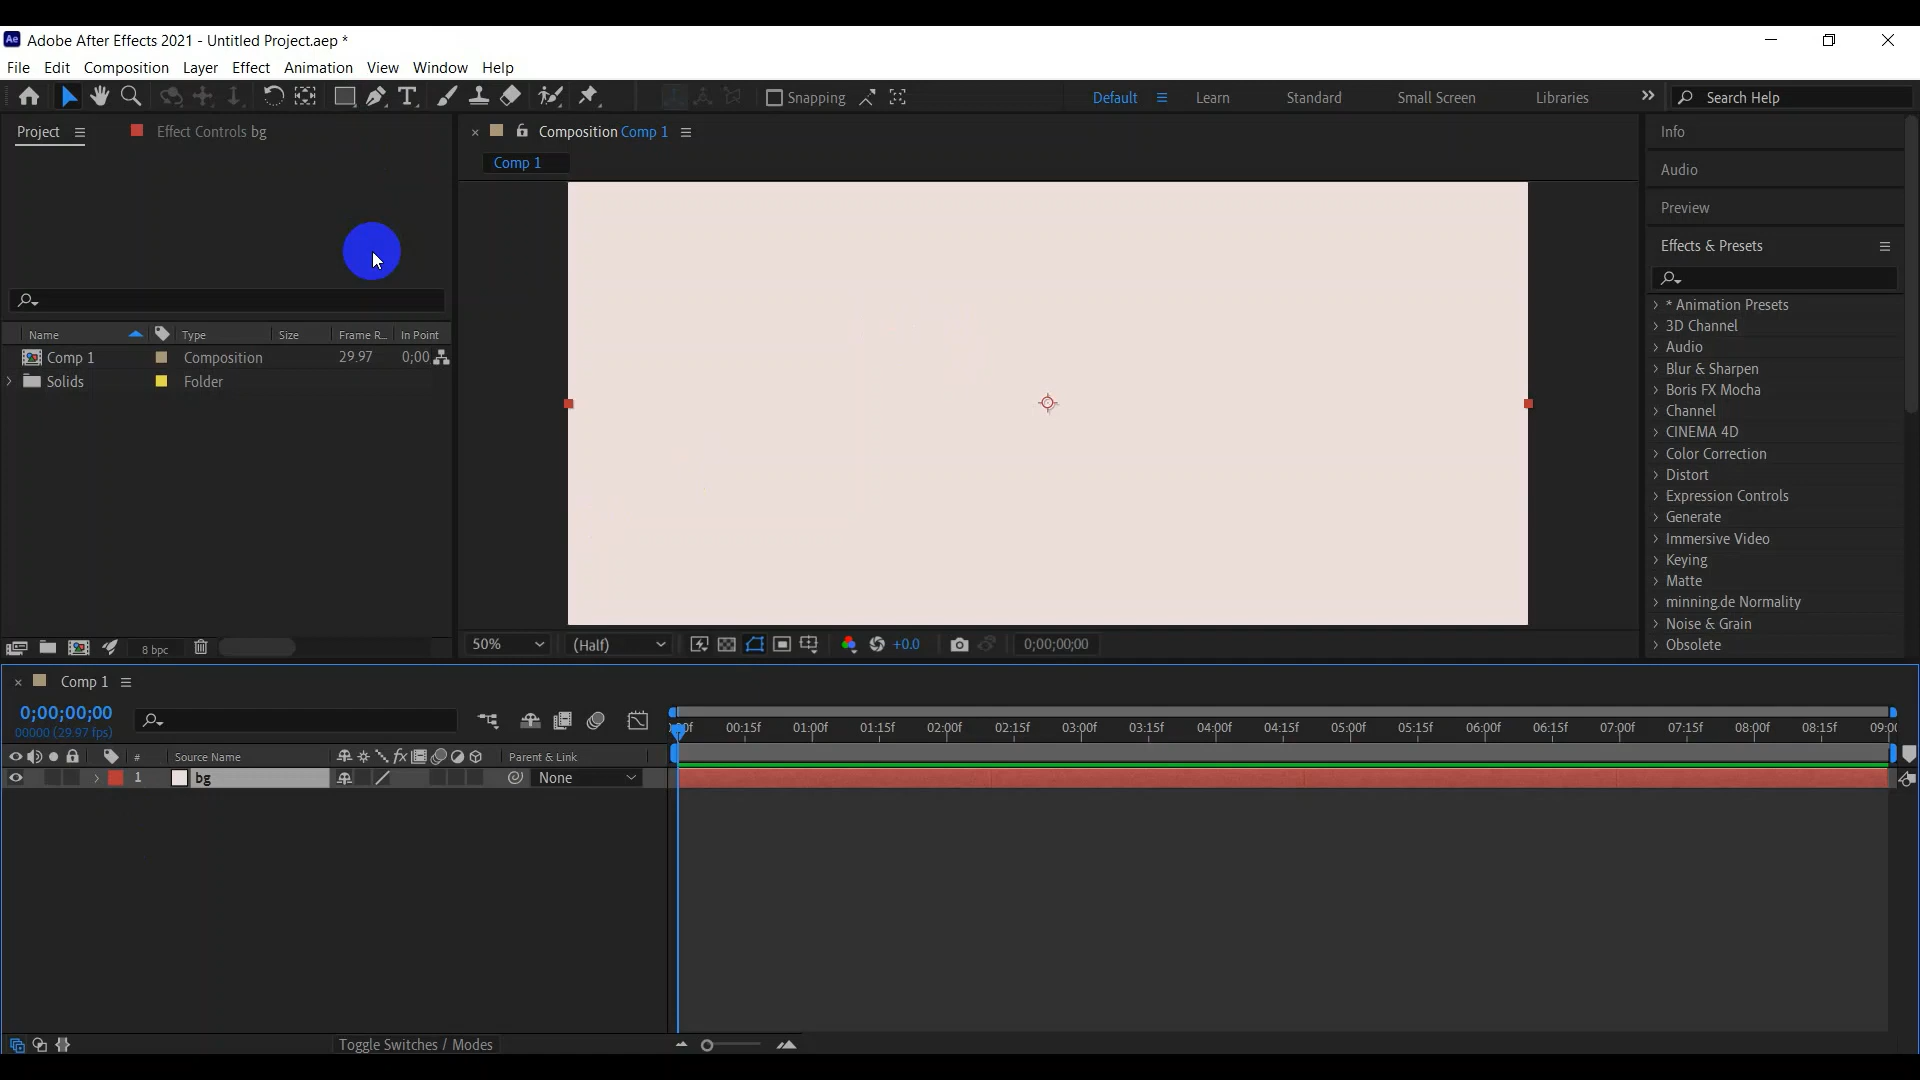 Ae Adobe After Effects 2021 - Untitled Project.aep *
File Edit Composition Layer Effect Animation View Window Help
Snapping
Default Learn Standard Small Screen Libraries
Search Help
Project
Effect Controls bg
Composition Comp 1
Comp 1
Name Type Size Frame R... In Point
Comp 1 Composition 29.97 0;00
Solids Folder
8 bpc
50% (Half) +0.0 0;00;00;00
Info
Audio
Preview
Effects & Presets
* Animation Presets
3D Channel
Audio
Blur & Sharpen
Boris FX Mocha
Channel
CINEMA 4D
Color Correction
Distort
Expression Controls
Generate
Immersive Video
Keying
Matte
minning.de Normality
Noise & Grain
Obsolete
Comp 1
0;00;00;00
00000 (29.97 fps)
00f 00:15f 01:00f 01:15f 02:00f 02:15f 03:00f 03:15f 04:00f 04:15f 05:00f 05:15f 06:00f 06:15f 07:00f 07:15f 08:00f 08:15f 09:00
# Source Name fx Parent & Link
1 bg None
Toggle Switches / Modes